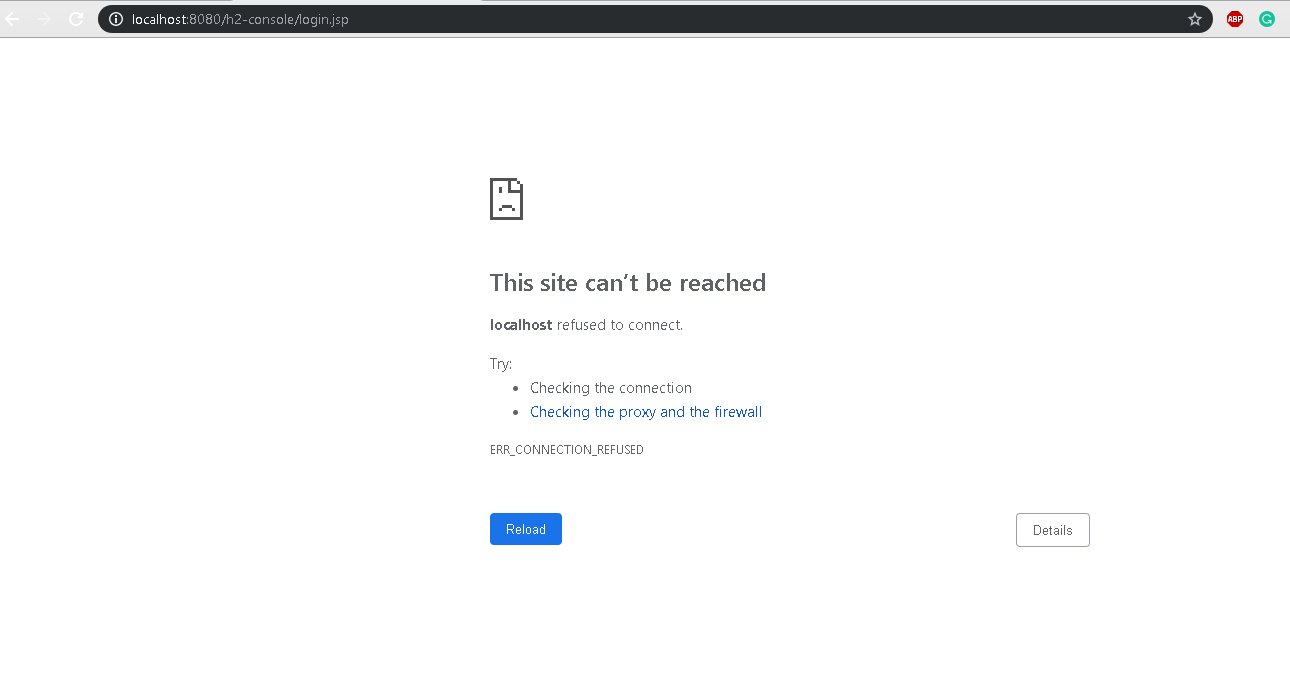 localhost:8080/h2-console/login.jsp
ABP
G
This site can’t be reached
localhost refused to connect.
Try:
• Checking the connection
• Checking the proxy and the firewall
ERR_CONNECTION_REFUSED
Reload
Details